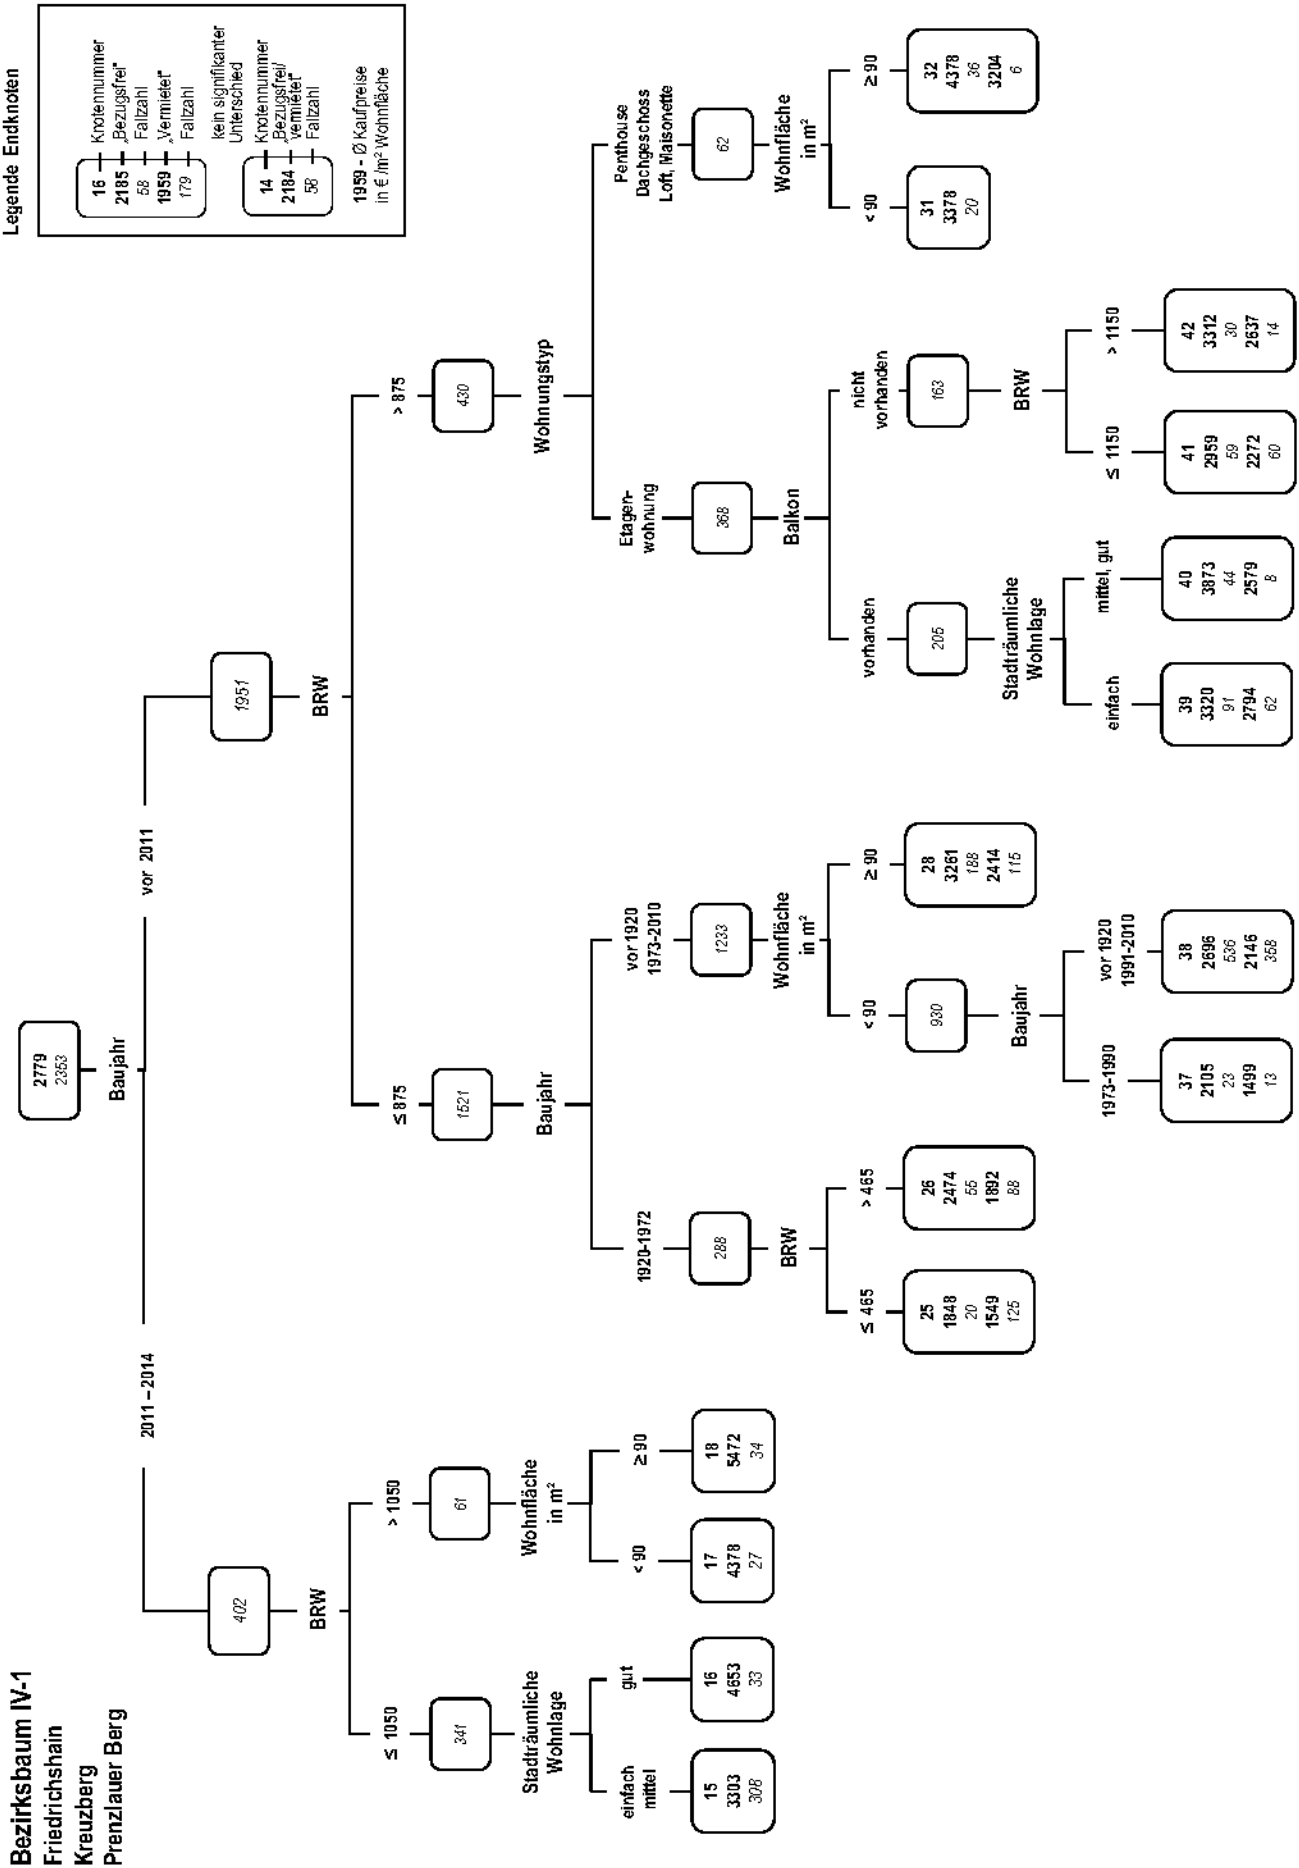 Bezirksbaum IV-1
Friedrichshain
Kreuzberg
Prenzlauer Berg
Legende Endknoten
16
2185
58
1959
179
Knotennummer
„Bezugsfrei“
Fallzahl
„Vermietet“
Fallzahl
kein signifikanter
Unterschied
14
2184
58
Knotennummer
„Bezugsfrei/
vermietet“
Fallzahl
1959 - Ø Kaufpreise
in € /m² Wohnfläche
2779
2353
Baujahr
2011 – 2014
vor 2011
402
1951
BRW
BRW
≤ 1050
> 1050
≤ 875
> 875
341
61
1521
430
Stadträumliche
Wohnlage
Wohnfläche
in m²
Baujahr
Wohnungstyp
einfach
mittel
gut
< 90
≥ 90
1920-1972
vor 1920
1973-2010
Etagen-
wohnung
Penthouse
Dachgeschoss
Loft, Maisonette
15
3303
308
16
4653
33
17
4378
27
18
5472
34
288
1233
368
62
BRW
Wohnfläche
in m²
Balkon
Wohnfläche
in m²
≤ 465
> 465
< 90
≥ 90
vorhanden
nicht
vorhanden
< 90
≥ 90
25
1848
20
1549
125
26
2474
55
1892
88
930
28
3261
188
2414
115
205
163
31
3378
20
32
4378
36
3204
6
Baujahr
Stadträumliche
Wohnlage
BRW
1973-1990
vor 1920
1991-2010
einfach
mittel, gut
≤ 1150
> 1150
37
2105
23
1499
13
38
2696
536
2146
358
39
3320
91
2794
62
40
3873
44
2579
8
41
2959
59
2272
60
42
3312
30
2637
14